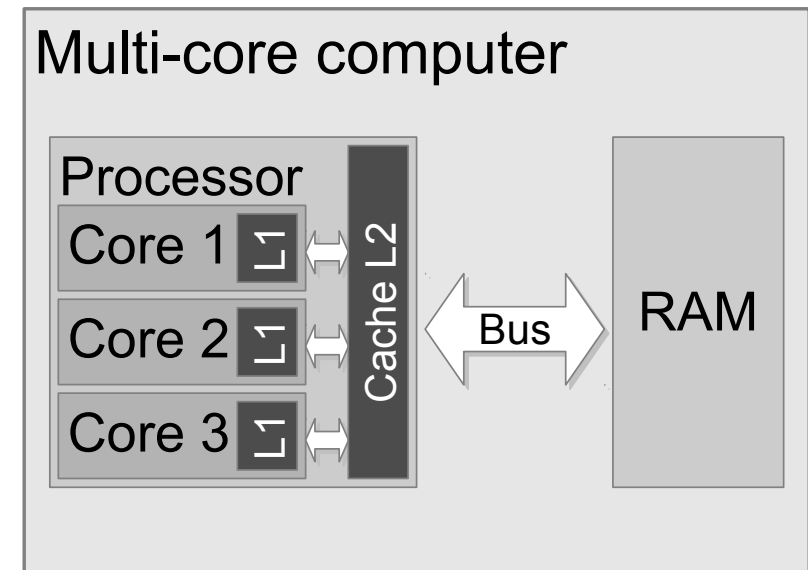 Multi-core computer
Processor
Core 1
L1
Core 2
L1
Core 3
L1
Cache L2
Bus
RAM